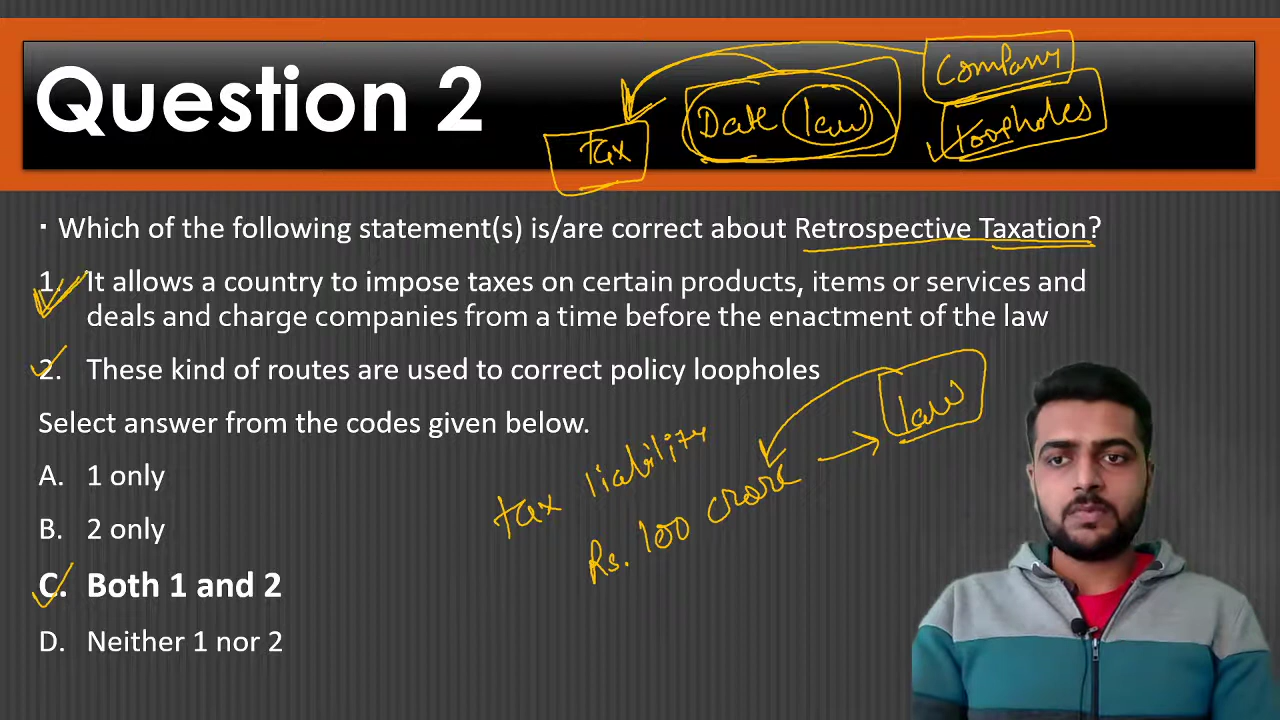 Question 2
Company
loopholes
Date law
tax
· Which of the following statement(s) is/are correct about Retrospective Taxation?
1. It allows a country to impose taxes on certain products, items or services and
deals and charge companies from a time before the enactment of the law
2. These kind of routes are used to correct policy loopholes
Select answer from the codes given below.
law
tax liability
Rs. 100 crore
A. 1 only
B. 2 only
C. Both 1 and 2
D. Neither 1 nor 2